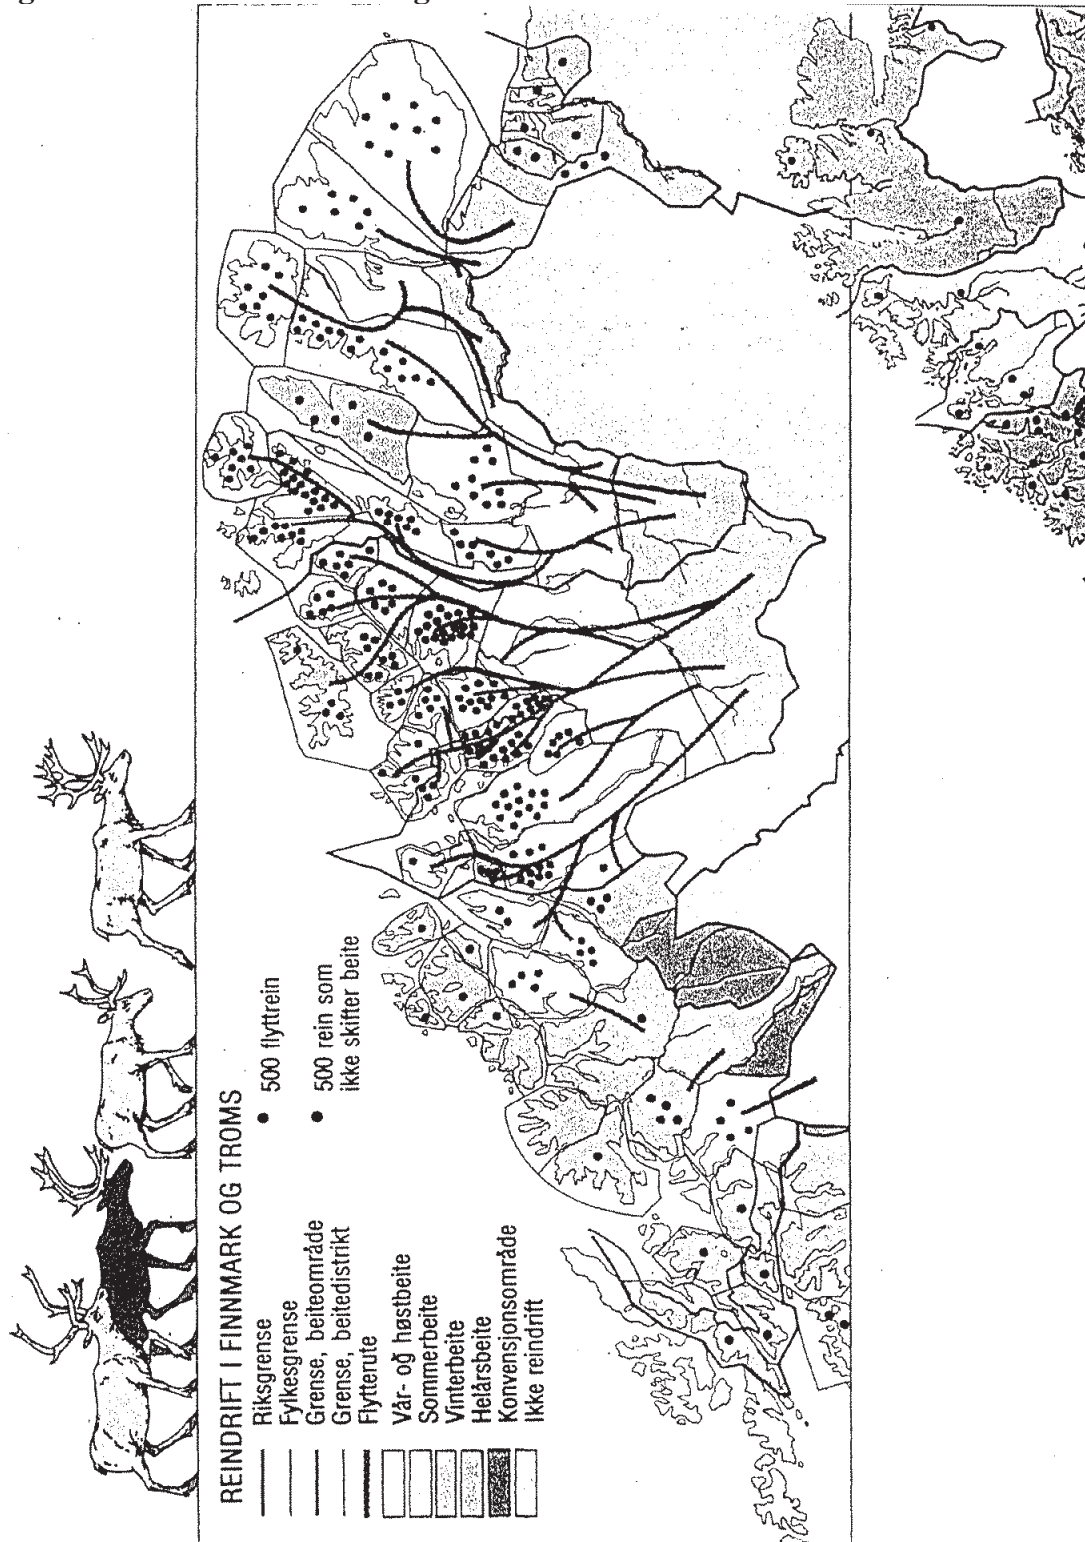 REINDRIFT I FINNMARK OG TROMS
Riksgrense
Fylkesgrense
Grense, beiteområde
Grense, beitedistrikt
Flytterute
Vår- og høstbeite
Sommerbeite
Vinterbeite
Helårsbeite
Konvensjonsområde
Ikke reindrift
500 flyttrein
500 rein som
ikke skifter beite